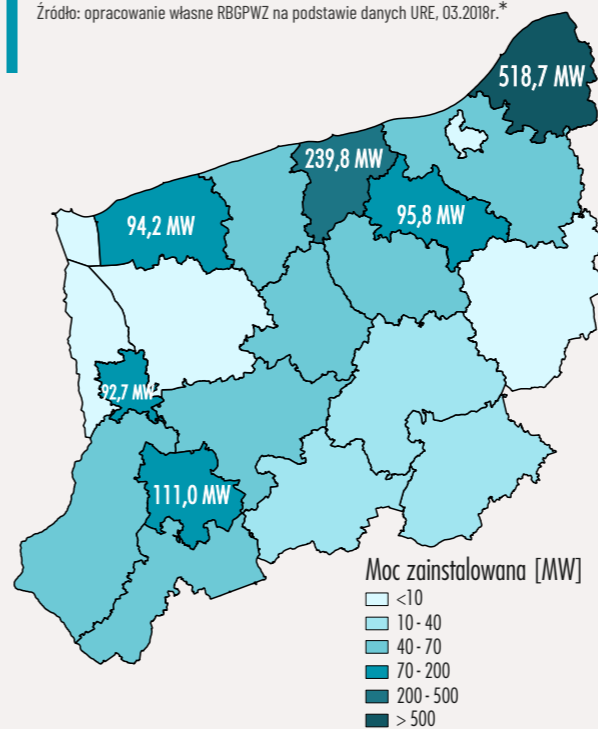 Źródło: opracowanie własne RBGPWZ na podstawie danych URE, 03.2018r.*
518,7 MW
239,8 MW
94,2 MW
95,8 MW
92,7 MW
111,0 MW
Moc zainstalowana [MW]
<10
10 - 40
40 - 70
70 - 200
200 - 500
> 500